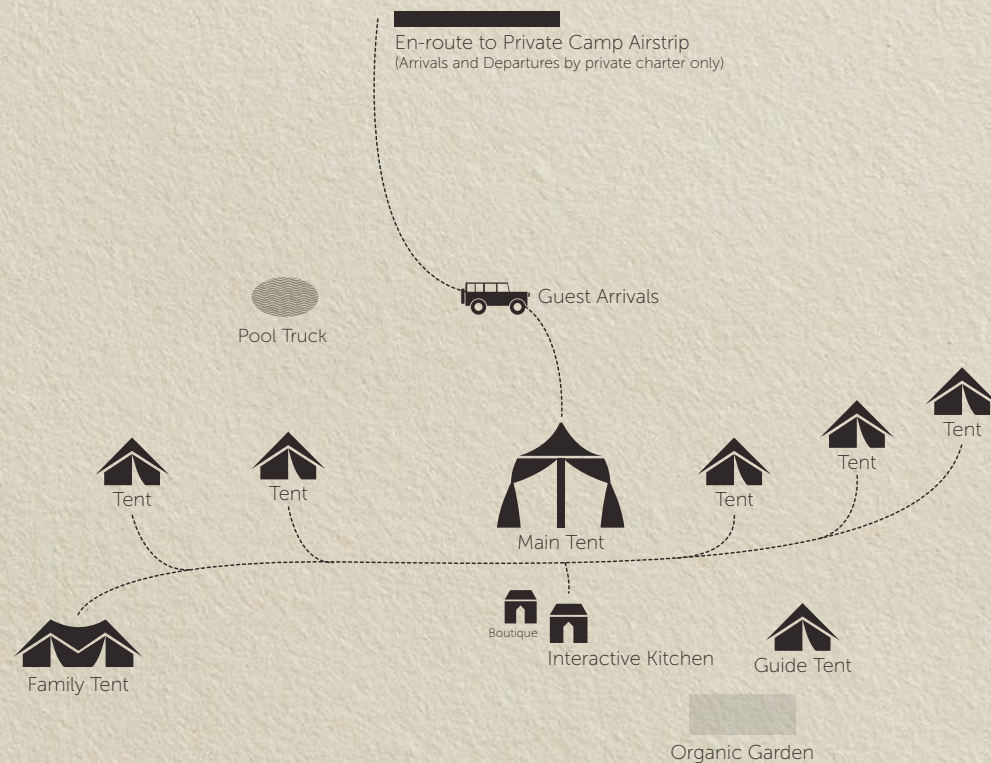 En-route to Private Camp Airstrip
(Arrivals and Departures by private charter only)
Guest Arrivals
Pool Truck
Tent
Tent
Tent
Tent
Tent
Main Tent
Boutique
Interactive Kitchen
Guide Tent
Family Tent
Organic Garden